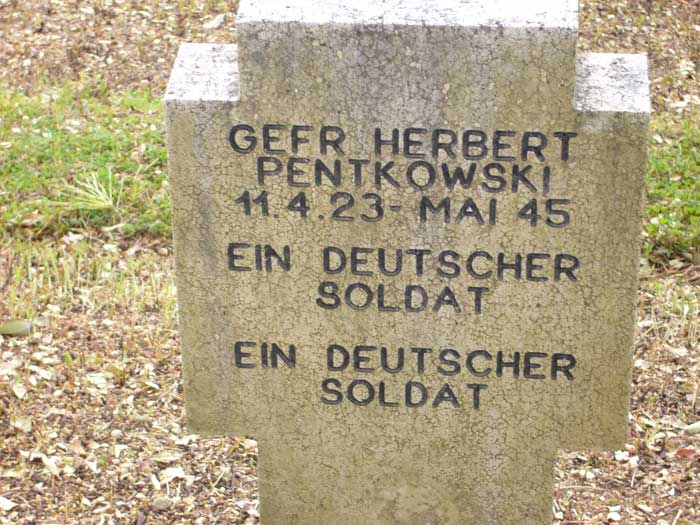 GEFR HERBERT
PENTKOWSKI
11.4.23-MAI 45
EIN DEUTSCHER
SOLDAT
EIN DEUTSCHER
SOLDAT